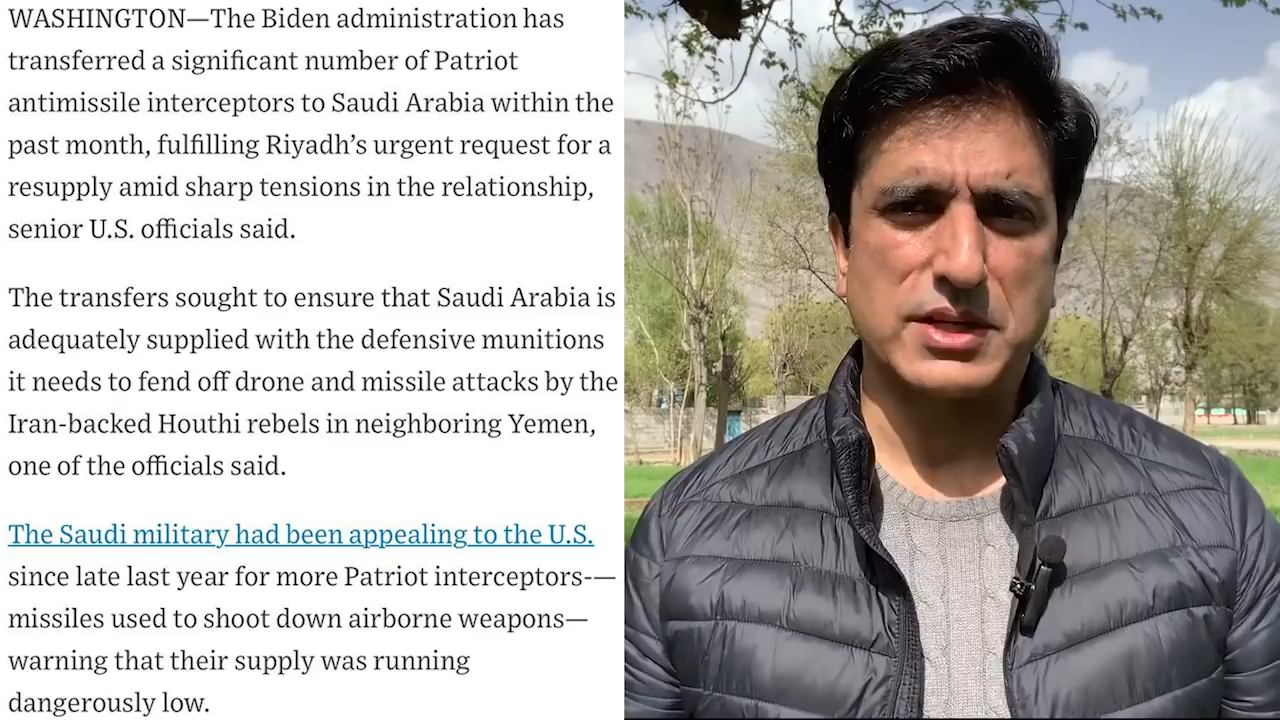 WASHINGTON—The Biden administration has
transferred a significant number of Patriot
antimissile interceptors to Saudi Arabia within the
past month, fulfilling Riyadh’s urgent request for a
resupply amid sharp tensions in the relationship,
senior U.S. officials said.
The transfers sought to ensure that Saudi Arabia is
adequately supplied with the defensive munitions
it needs to fend off drone and missile attacks by the
Iran-backed Houthi rebels in neighboring Yemen,
one of the officials said.
The Saudi military had been appealing to the U.S.
since late last year for more Patriot interceptors-—
missiles used to shoot down airborne weapons—
warning that their supply was running
dangerously low.